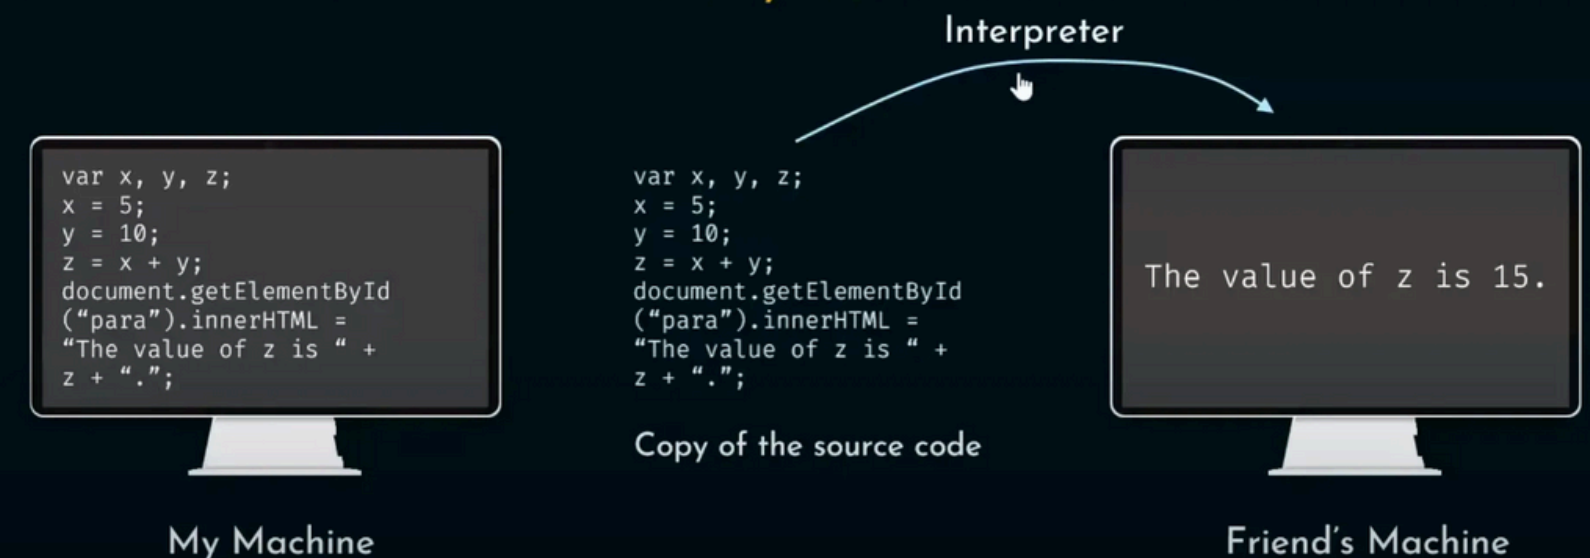 Interpreter
var x, y, z;
x = 5;
y = 10;
z = x + y;
document.getElementById
(“para”).innerHTML =
“The value of z is “ +
z + “.”;
My Machine
var x, y, z;
x = 5;
y = 10;
z = x + y;
document.getElementById
(“para”).innerHTML =
“The value of z is “ +
z + “.”;
Copy of the source code
The value of z is 15.
Friend's Machine